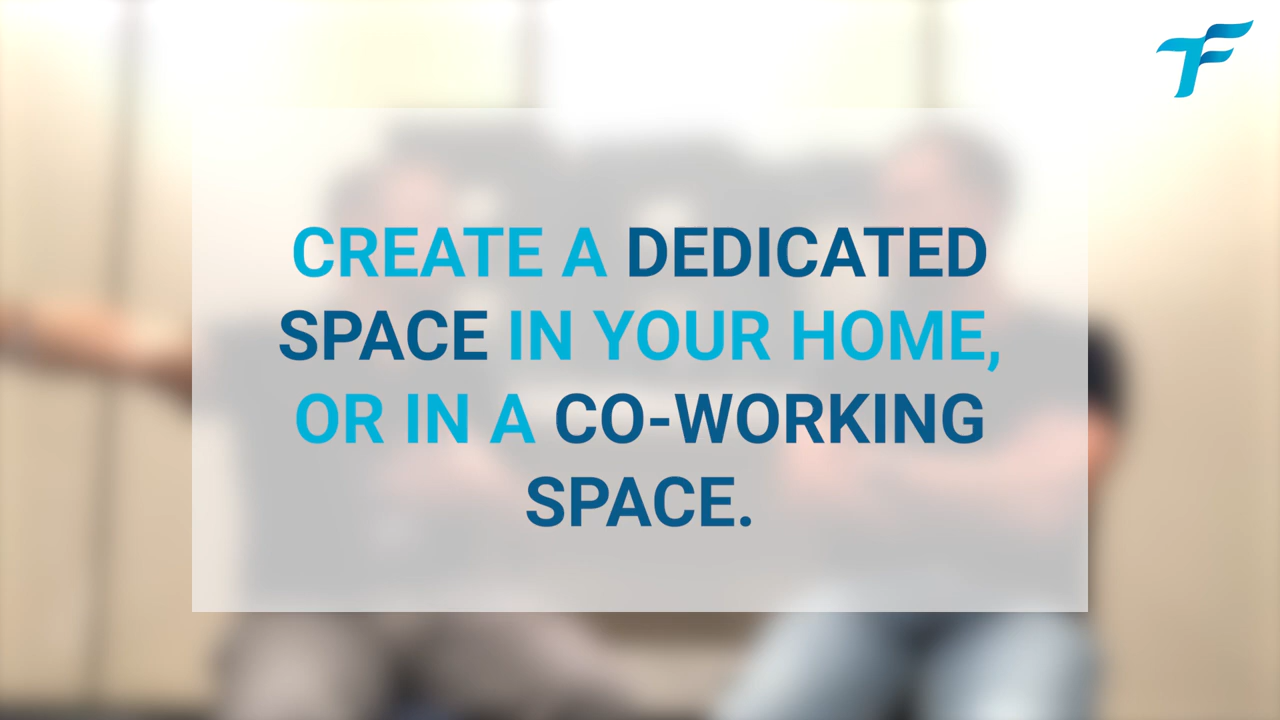 CREATE A DEDICATED
SPACE IN YOUR HOME,
OR IN A CO-WORKING
SPACE.